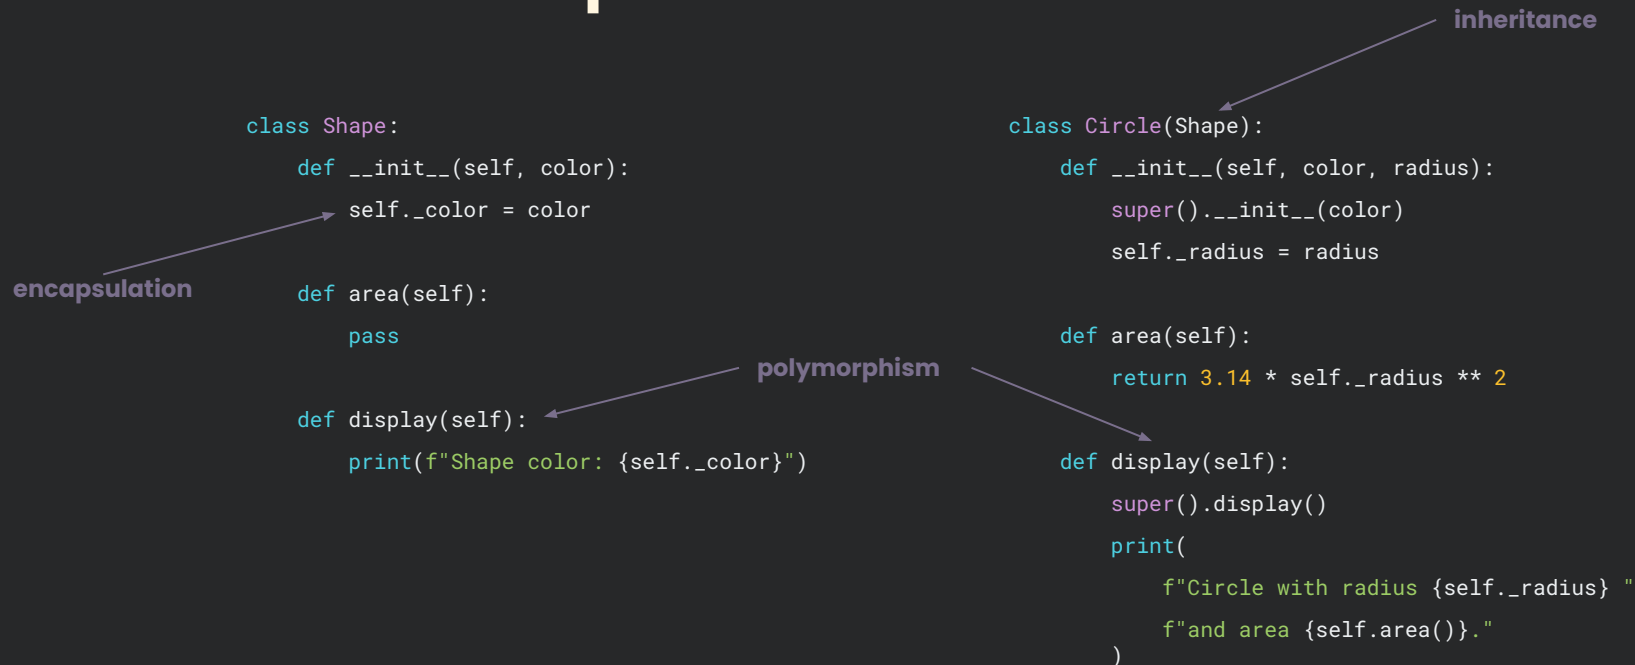 inheritance
class Shape:
    def __init__(self, color):
        self._color = color
encapsulation
    def area(self):
        pass
polymorphism
    def display(self):
        print(f"Shape color: {self._color}")
class Circle(Shape):
    def __init__(self, color, radius):
        super().__init__(color)
        self._radius = radius
    def area(self):
        return 3.14 * self._radius ** 2
    def display(self):
        super().display()
        print(
            f"Circle with radius {self._radius} "
            f"and area {self.area()}."
        )